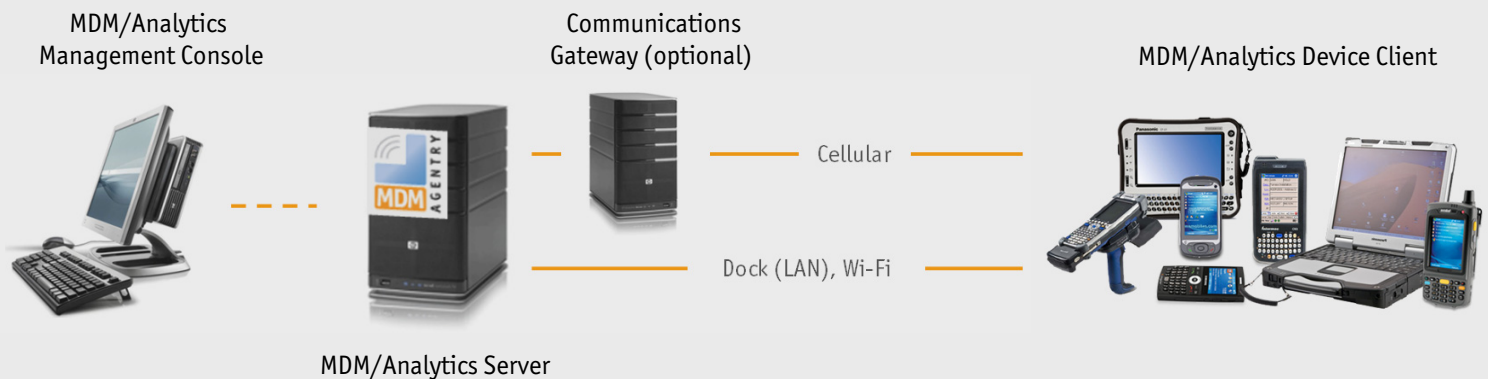 MDM/Analytics
Management Console
Communications
Gateway (optional)
MDM/Analytics Device Client
AGENTRY
MDM
Cellular
Dock (LAN), Wi-Fi
MDM/Analytics Server
Panasonic